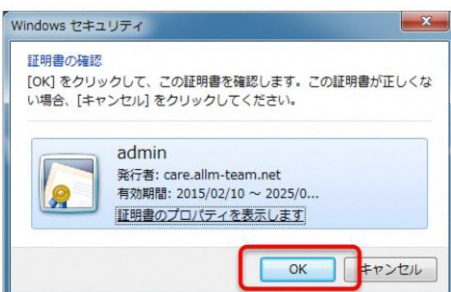 Windows セキュリティ
証明書の確認
[OK] をクリックして、この証明書を確認します。この証明書が正しくな
い場合、[キャンセル] をクリックしてください。
admin
発行者: care.allm-team.net
有効期間: 2015/02/10 ～ 2025/0...
証明書のプロパティを表示します
OK
キャンセル